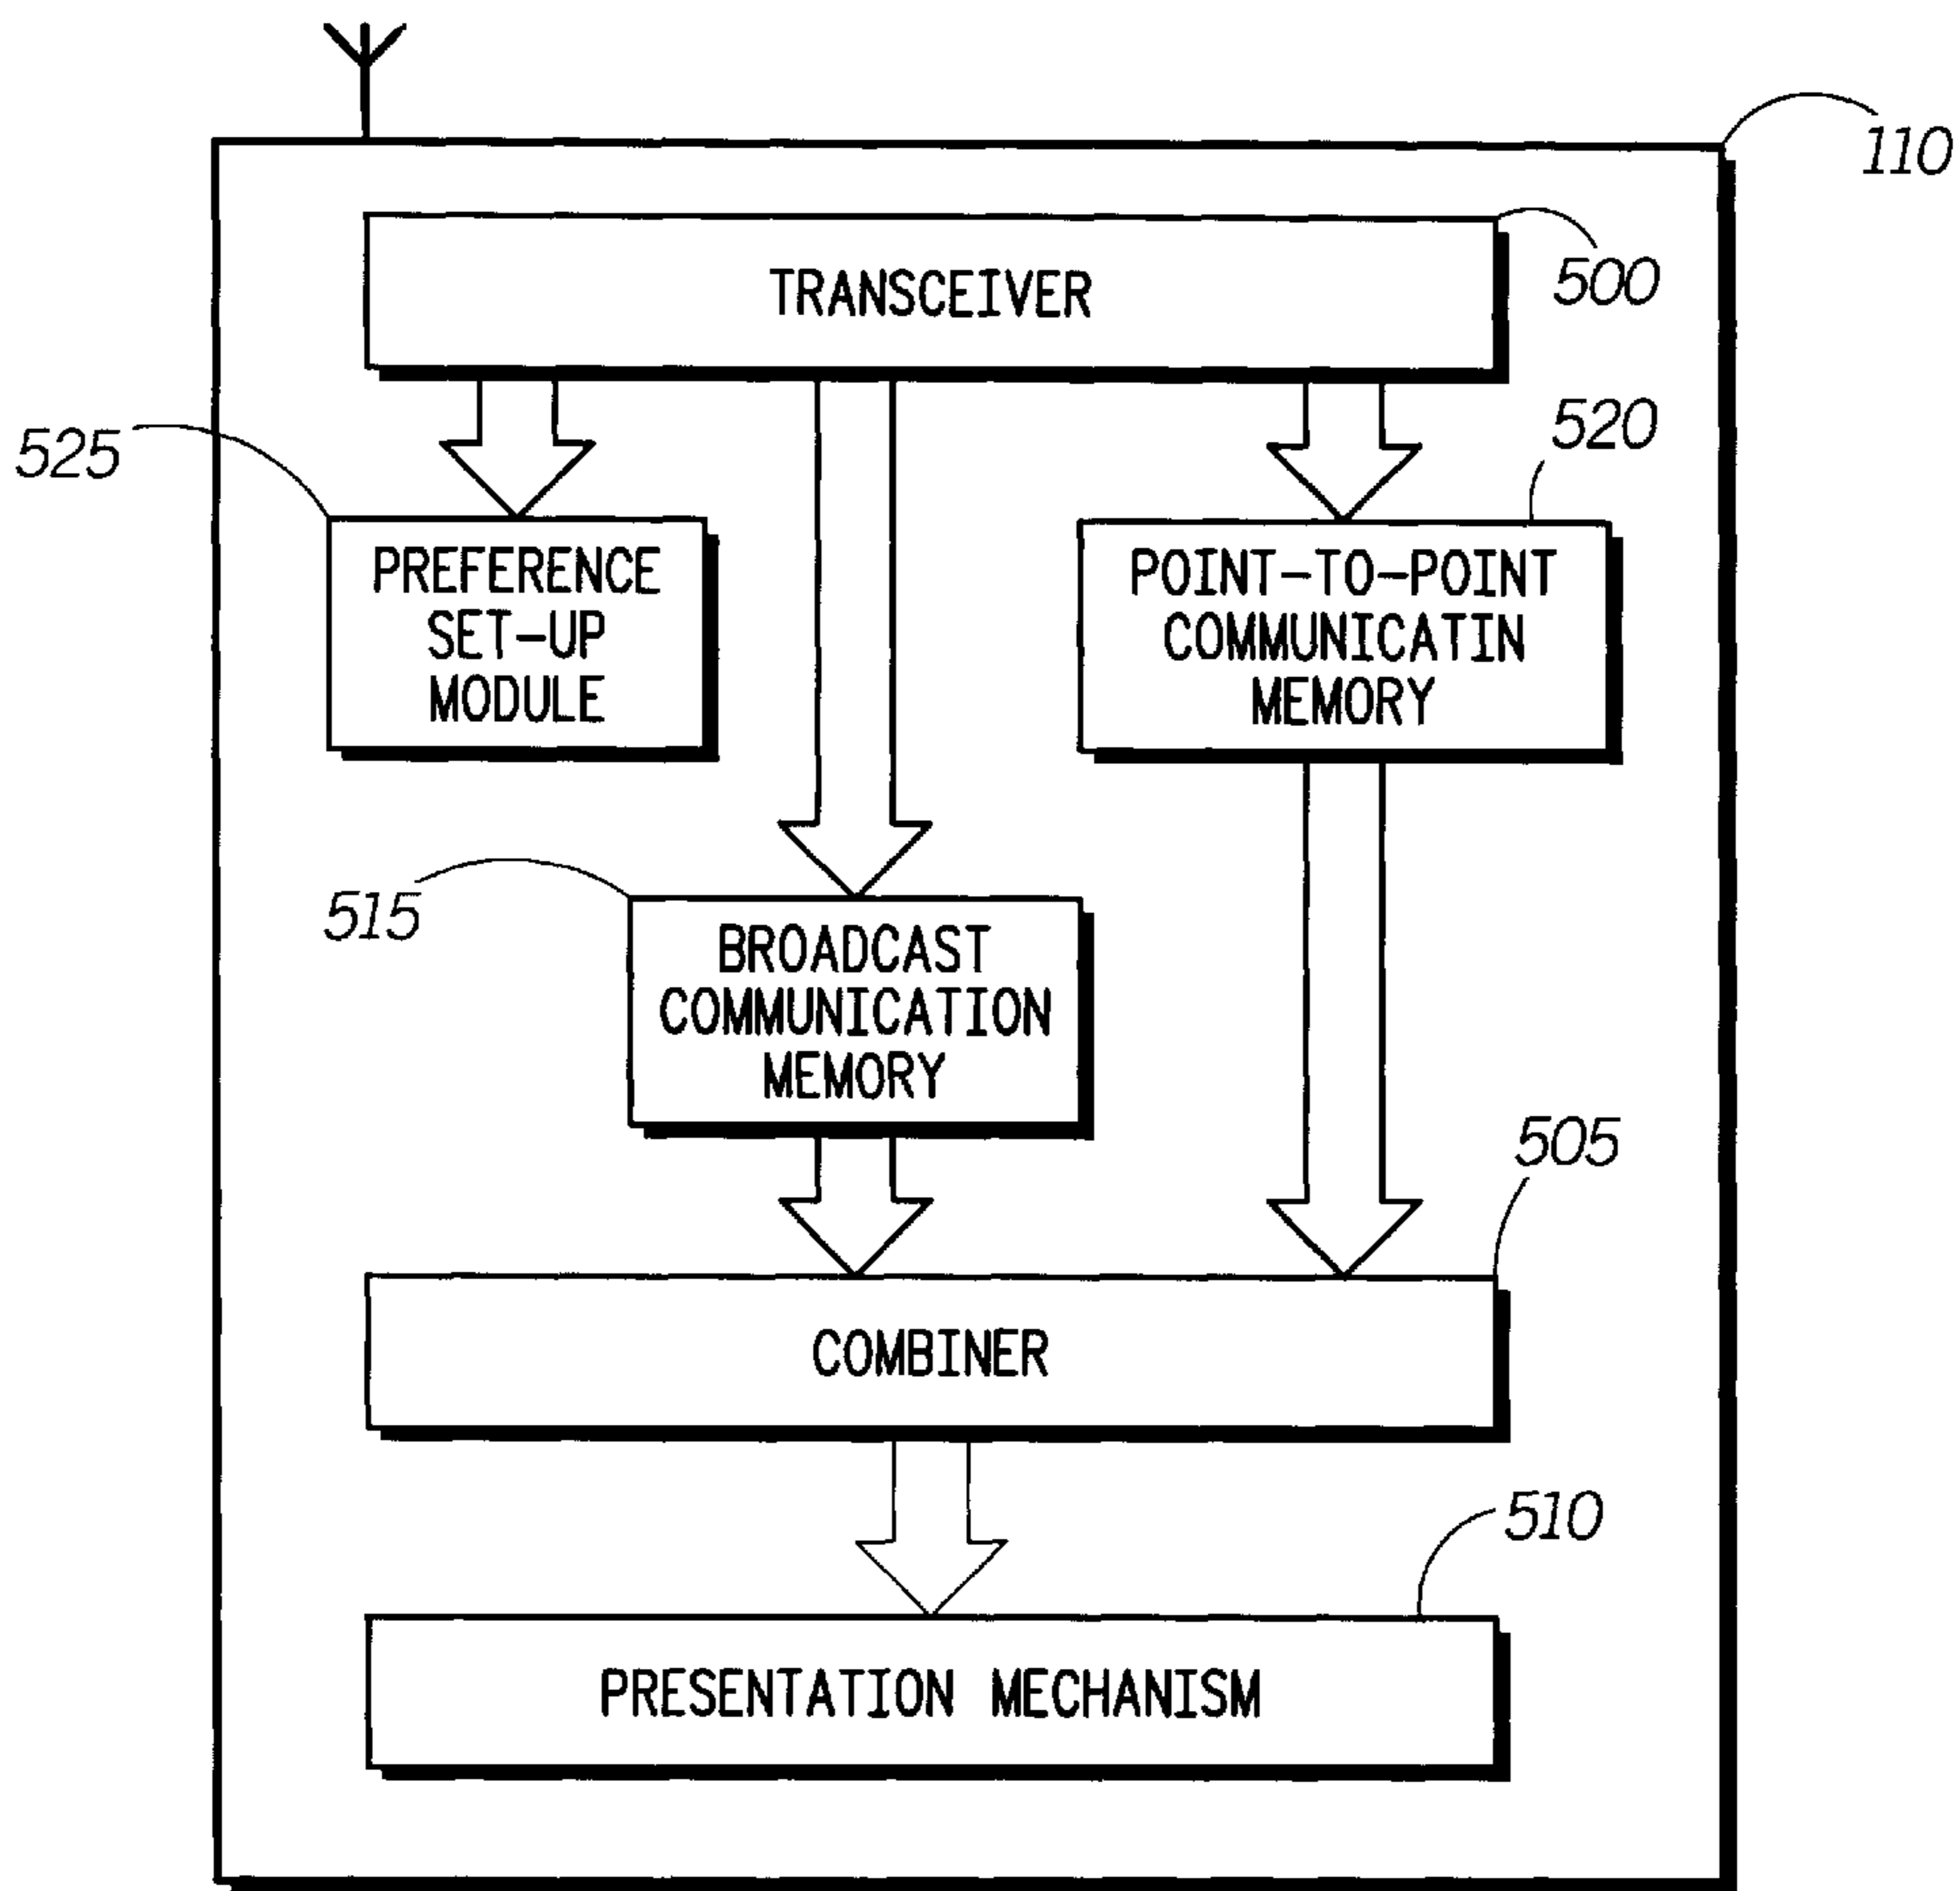 110
TRANSCEIVER
500
525
520
PREFERENCE
SET-UP
MODULE
POINT-TO-POINT
COMMUNICATIN
MEMORY
515
BROADCAST
COMMUNICATION
MEMORY
505
COMBINER
510
PRESENTATION MECHANISM